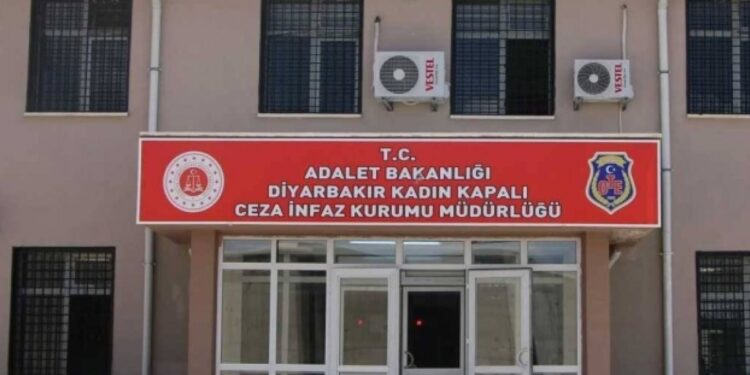 VESTEL
VESTEL
T.C.
ADALET BAKANLIĞI
DİYARBAKIR KADIN KAPALI
CEZA İNFAZ KURUMU MÜDÜRLÜĞÜ